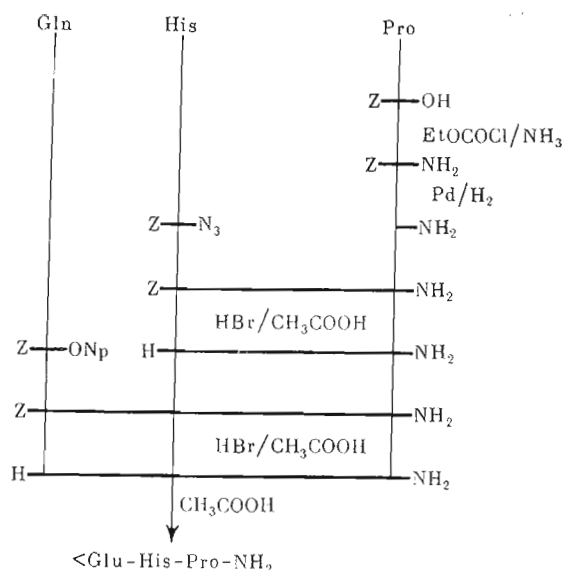 Gln His Pro
Z OH
EtOCOCl/NH₃
Z NH₂
Pd/H₂
Z N₃ NH₂
Z NH₂
HBr/CH₃COOH
Z ONp H NH₂
Z NH₂
HBr/CH₃COOH
H NH₂
CH₃COOH
<Glu-His-Pro-NH₂